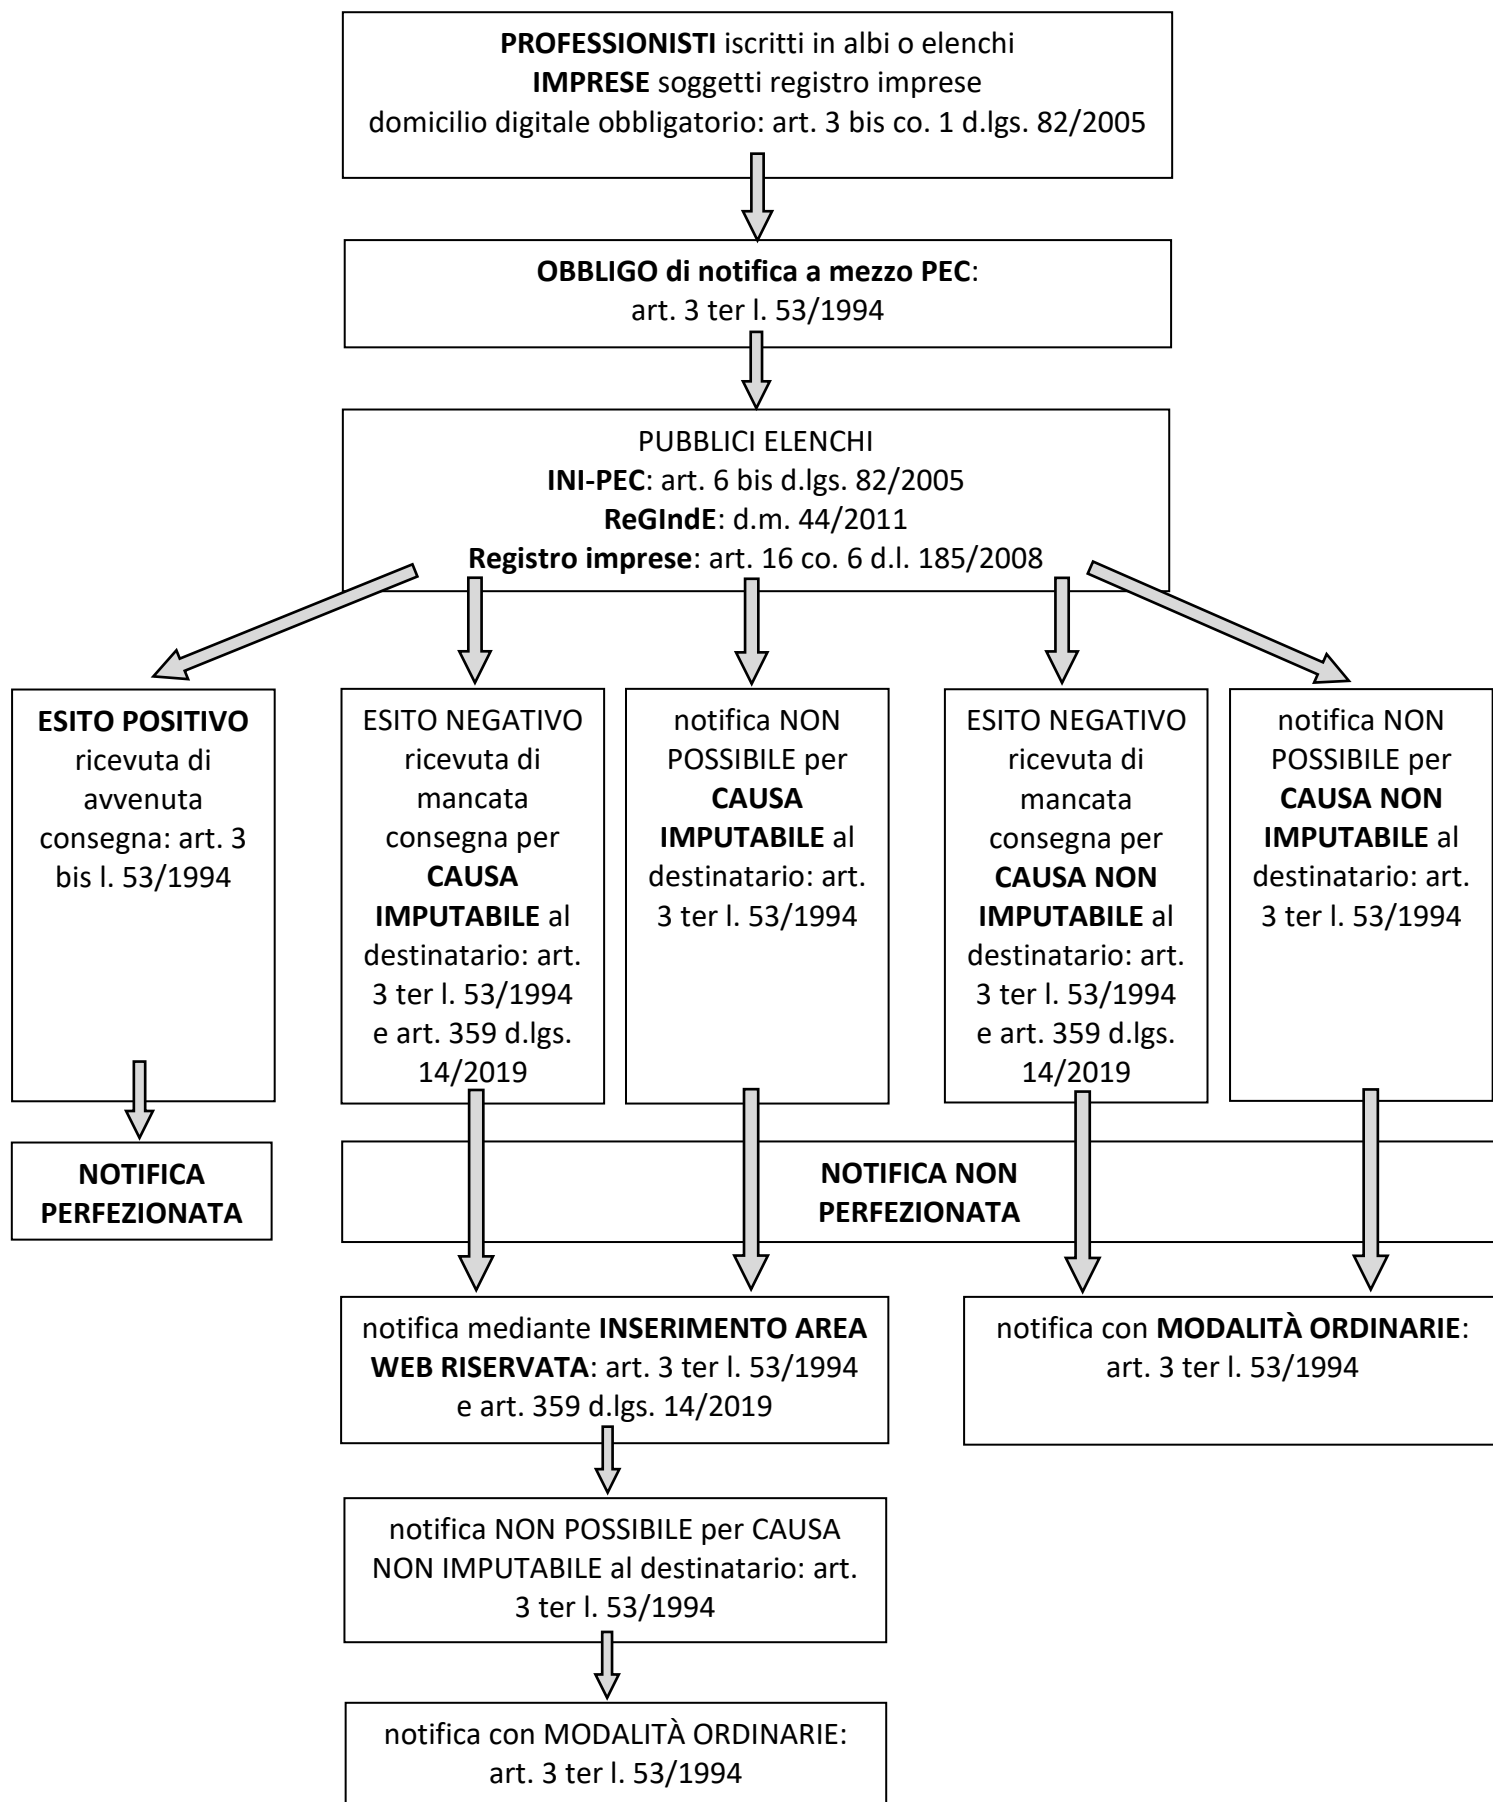 PROFESSIONISTI iscritti in albi o elenchi
IMPRESE soggetti registro imprese
domicilio digitale obbligatorio: art. 3 bis co. 1 d.lgs. 82/2005
OBBLIGO di notifica a mezzo PEC:
art. 3 ter l. 53/1994
PUBBLICI ELENCHI
INI-PEC: art. 6 bis d.lgs. 82/2005
ReGIndE: d.m. 44/2011
Registro imprese: art. 16 co. 6 d.l. 185/2008
ESITO POSITIVO
ricevuta di
avvenuta
consegna: art. 3
bis l. 53/1994
ESITO NEGATIVO
ricevuta di
mancata
consegna per
CAUSA
IMPUTABILE al
destinatario: art.
3 ter l. 53/1994
e art. 359 d.lgs.
14/2019
notifica NON
POSSIBILE per
CAUSA
IMPUTABILE al
destinatario: art.
3 ter l. 53/1994
ESITO NEGATIVO
ricevuta di
mancata
consegna per
CAUSA NON
IMPUTABILE al
destinatario: art.
3 ter l. 53/1994
e art. 359 d.lgs.
14/2019
notifica NON
POSSIBILE per
CAUSA NON
IMPUTABILE al
destinatario: art.
3 ter l. 53/1994
NOTIFICA
PERFEZIONATA
NOTIFICA NON
PERFEZIONATA
notifica mediante INSERIMENTO AREA
WEB RISERVATA: art. 3 ter l. 53/1994
e art. 359 d.lgs. 14/2019
notifica con MODALITÀ ORDINARIE:
art. 3 ter l. 53/1994
notifica NON POSSIBILE per CAUSA
NON IMPUTABILE al destinatario: art.
3 ter l. 53/1994
notifica con MODALITÀ ORDINARIE:
art. 3 ter l. 53/1994